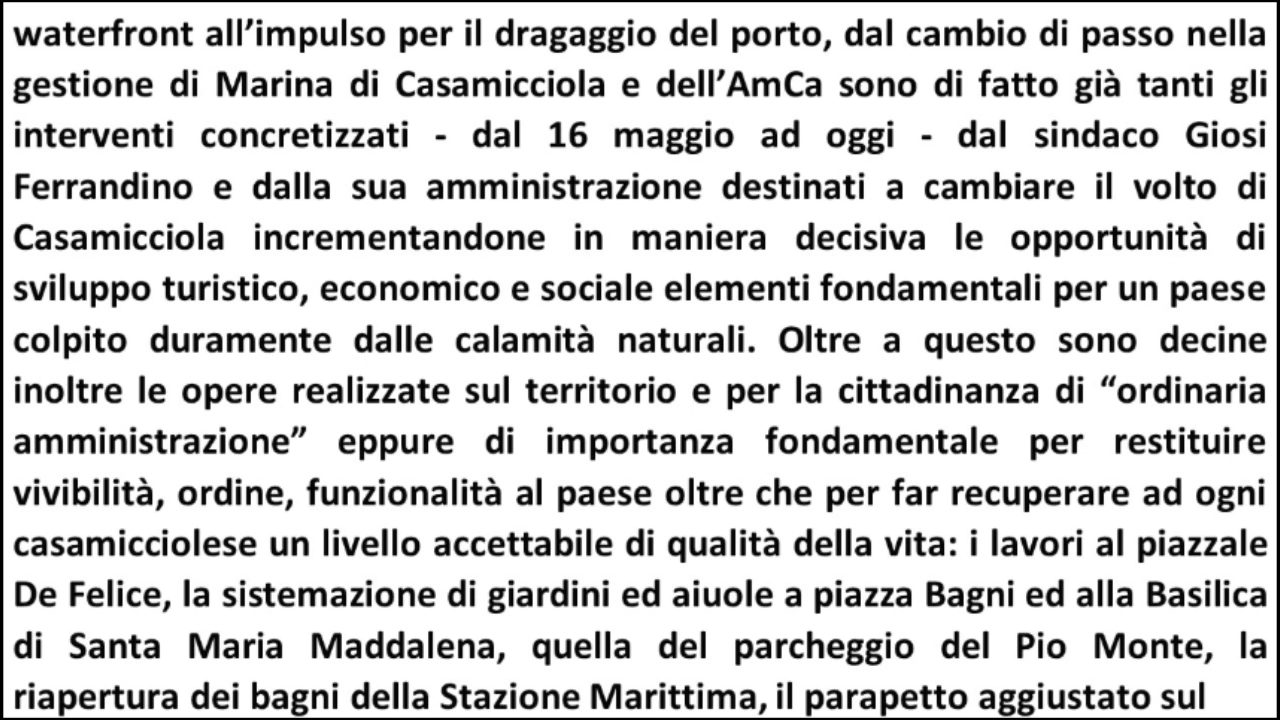 waterfront all’impulso per il dragaggio del porto, dal cambio di passo nella
gestione di Marina di Casamicciola e dell’AmCa sono di fatto già tanti gli
interventi concretizzati - dal 16 maggio ad oggi - dal sindaco Giosi
Ferrandino e dalla sua amministrazione destinati a cambiare il volto di
Casamicciola incrementandone in maniera decisiva le opportunità di
sviluppo turistico, economico e sociale elementi fondamentali per un paese
colpito duramente dalle calamità naturali. Oltre a questo sono decine
inoltre le opere realizzate sul territorio e per la cittadinanza di “ordinaria
amministrazione” eppure di importanza fondamentale per restituire
vivibilità, ordine, funzionalità al paese oltre che per far recuperare ad ogni
casamicciolese un livello accettabile di qualità della vita: i lavori al piazzale
De Felice, la sistemazione di giardini ed aiuole a piazza Bagni ed alla Basilica
di Santa Maria Maddalena, quella del parcheggio del Pio Monte, la
riapertura dei bagni della Stazione Marittima, il parapetto aggiustato sul